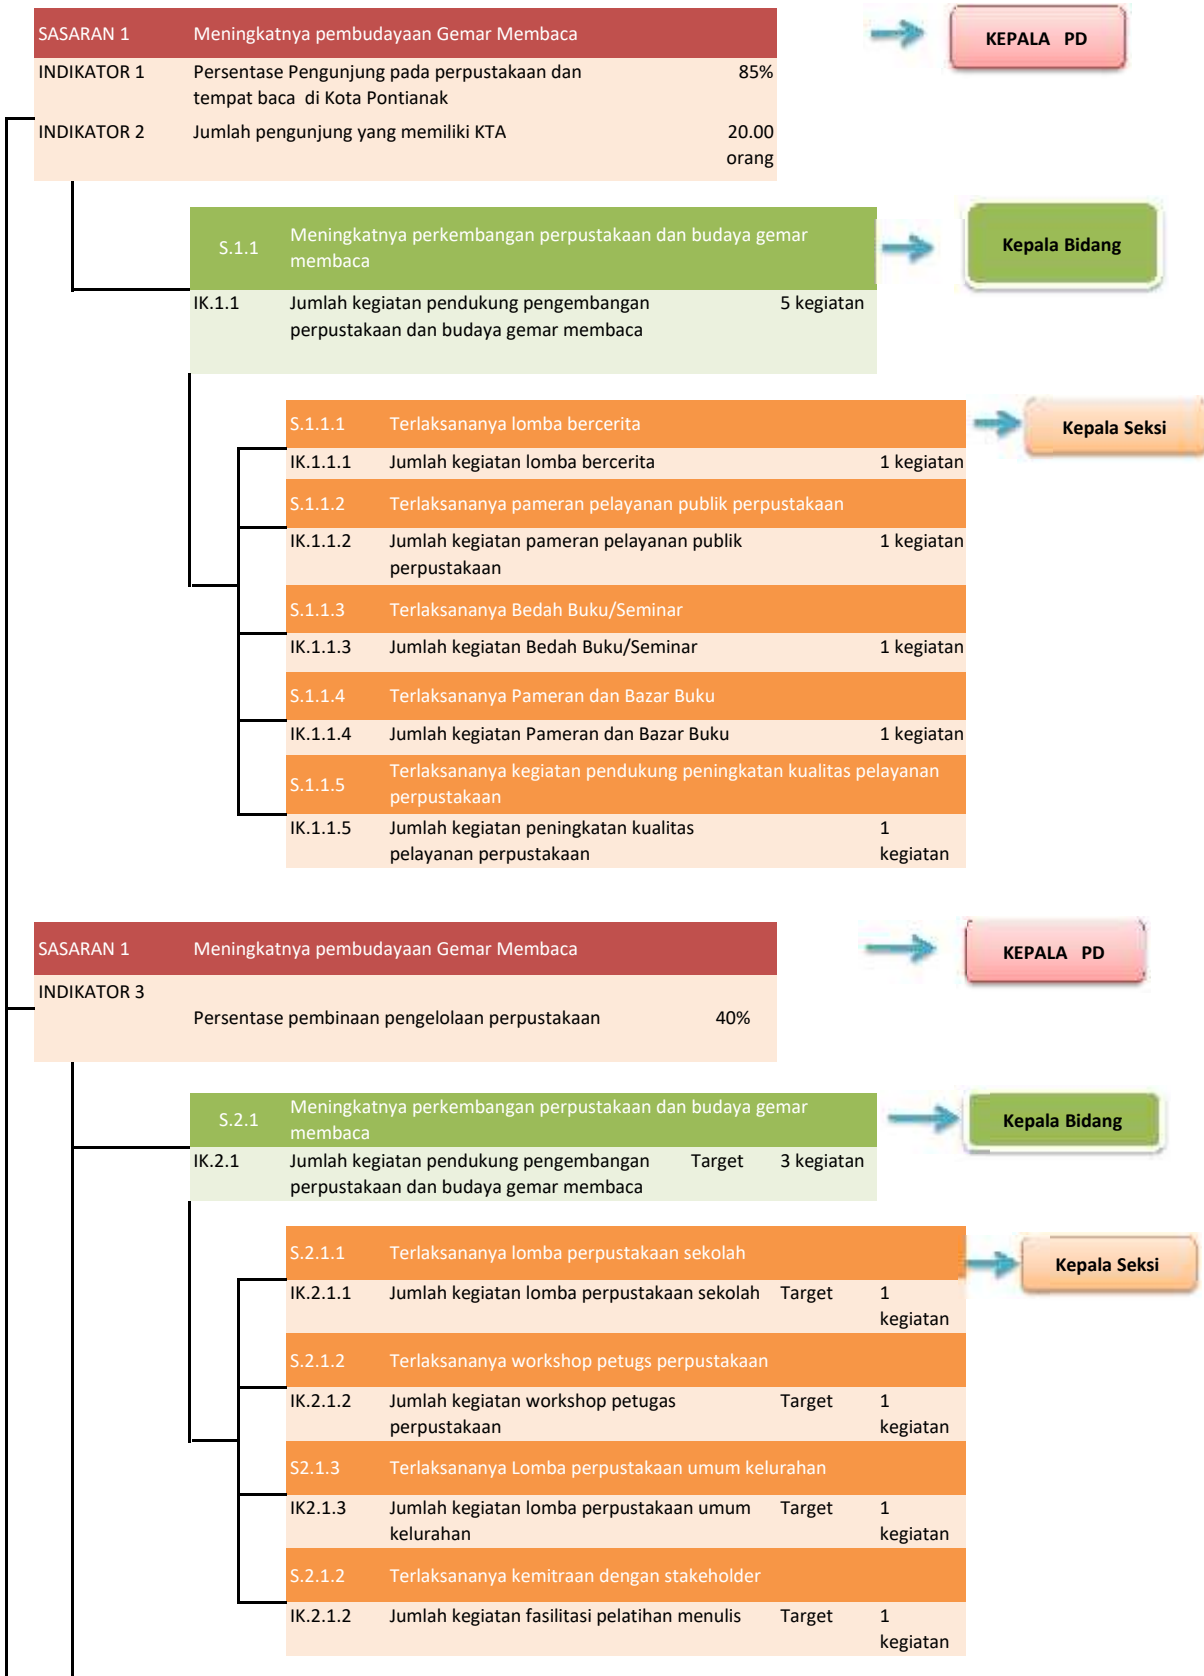 SASARAN 1 Meningkatnya pembudayaan Gemar Membaca KEPALA PD
INDIKATOR 1 Persentase Pengunjung pada perpustakaan dan 85%
tempat baca di Kota Pontianak
INDIKATOR 2 Jumlah pengunjung yang memiliki KTA 20.00
orang
S.1.1 Meningkatnya perkembangan perpustakaan dan budaya gemar
membaca
Kepala Bidang
IK.1.1 Jumlah kegiatan pendukung pengembangan 5 kegiatan
perpustakaan dan budaya gemar membaca
S.1.1.1 Terlaksananya lomba bercerita Kepala Seksi
IK.1.1.1 Jumlah kegiatan lomba bercerita 1 kegiatan
S.1.1.2 Terlaksananya pameran pelayanan publik perpustakaan
IK.1.1.2 Jumlah kegiatan pameran pelayanan publik 1 kegiatan
perpustakaan
S.1.1.3 Terlaksananya Bedah Buku/Seminar
IK.1.1.3 Jumlah kegiatan Bedah Buku/Seminar 1 kegiatan
S.1.1.4 Terlaksananya Pameran dan Bazar Buku
IK.1.1.4 Jumlah kegiatan Pameran dan Bazar Buku 1 kegiatan
S.1.1.5 Terlaksananya kegiatan pendukung peningkatan kualitas pelayanan
perpustakaan
IK.1.1.5 Jumlah kegiatan peningkatan kualitas 1
pelayanan perpustakaan kegiatan
SASARAN 1 Meningkatnya pembudayaan Gemar Membaca KEPALA PD
INDIKATOR 3
Persentase pembinaan pengelolaan perpustakaan 40%
S.2.1 Meningkatnya perkembangan perpustakaan dan budaya gemar
membaca
Kepala Bidang
IK.2.1 Jumlah kegiatan pendukung pengembangan Target 3 kegiatan
perpustakaan dan budaya gemar membaca
S.2.1.1 Terlaksananya lomba perpustakaan sekolah Kepala Seksi
IK.2.1.1 Jumlah kegiatan lomba perpustakaan sekolah Target 1
kegiatan
S.2.1.2 Terlaksananya workshop petugs perpustakaan
IK.2.1.2 Jumlah kegiatan workshop petugas Target 1
perpustakaan kegiatan
S2.1.3 Terlaksananya Lomba perpustakaan umum kelurahan
IK2.1.3 Jumlah kegiatan lomba perpustakaan umum Target 1
kelurahan kegiatan
S.2.1.2 Terlaksananya kemitraan dengan stakeholder
IK.2.1.2 Jumlah kegiatan fasilitasi pelatihan menulis Target 1
kegiatan